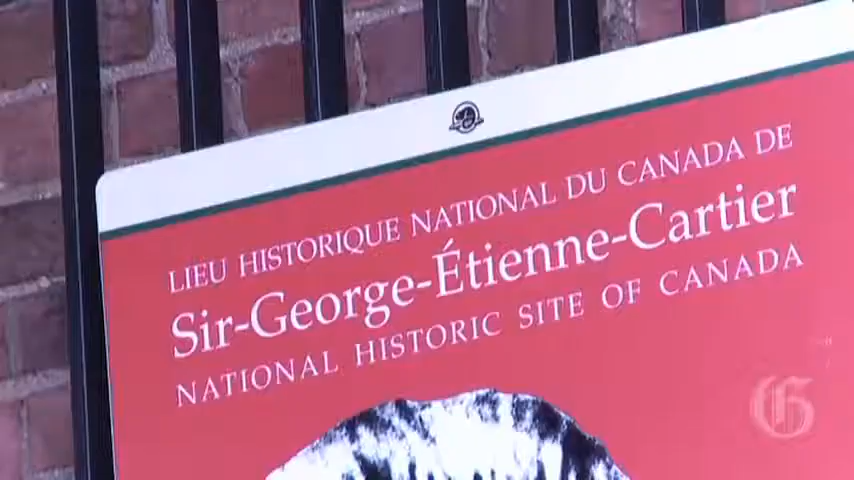 LIEU HISTORIQUE NATIONAL DU CANADA DE
Sir-George-Étienne-Cartier
NATIONAL HISTORIC SITE OF CANADA
G